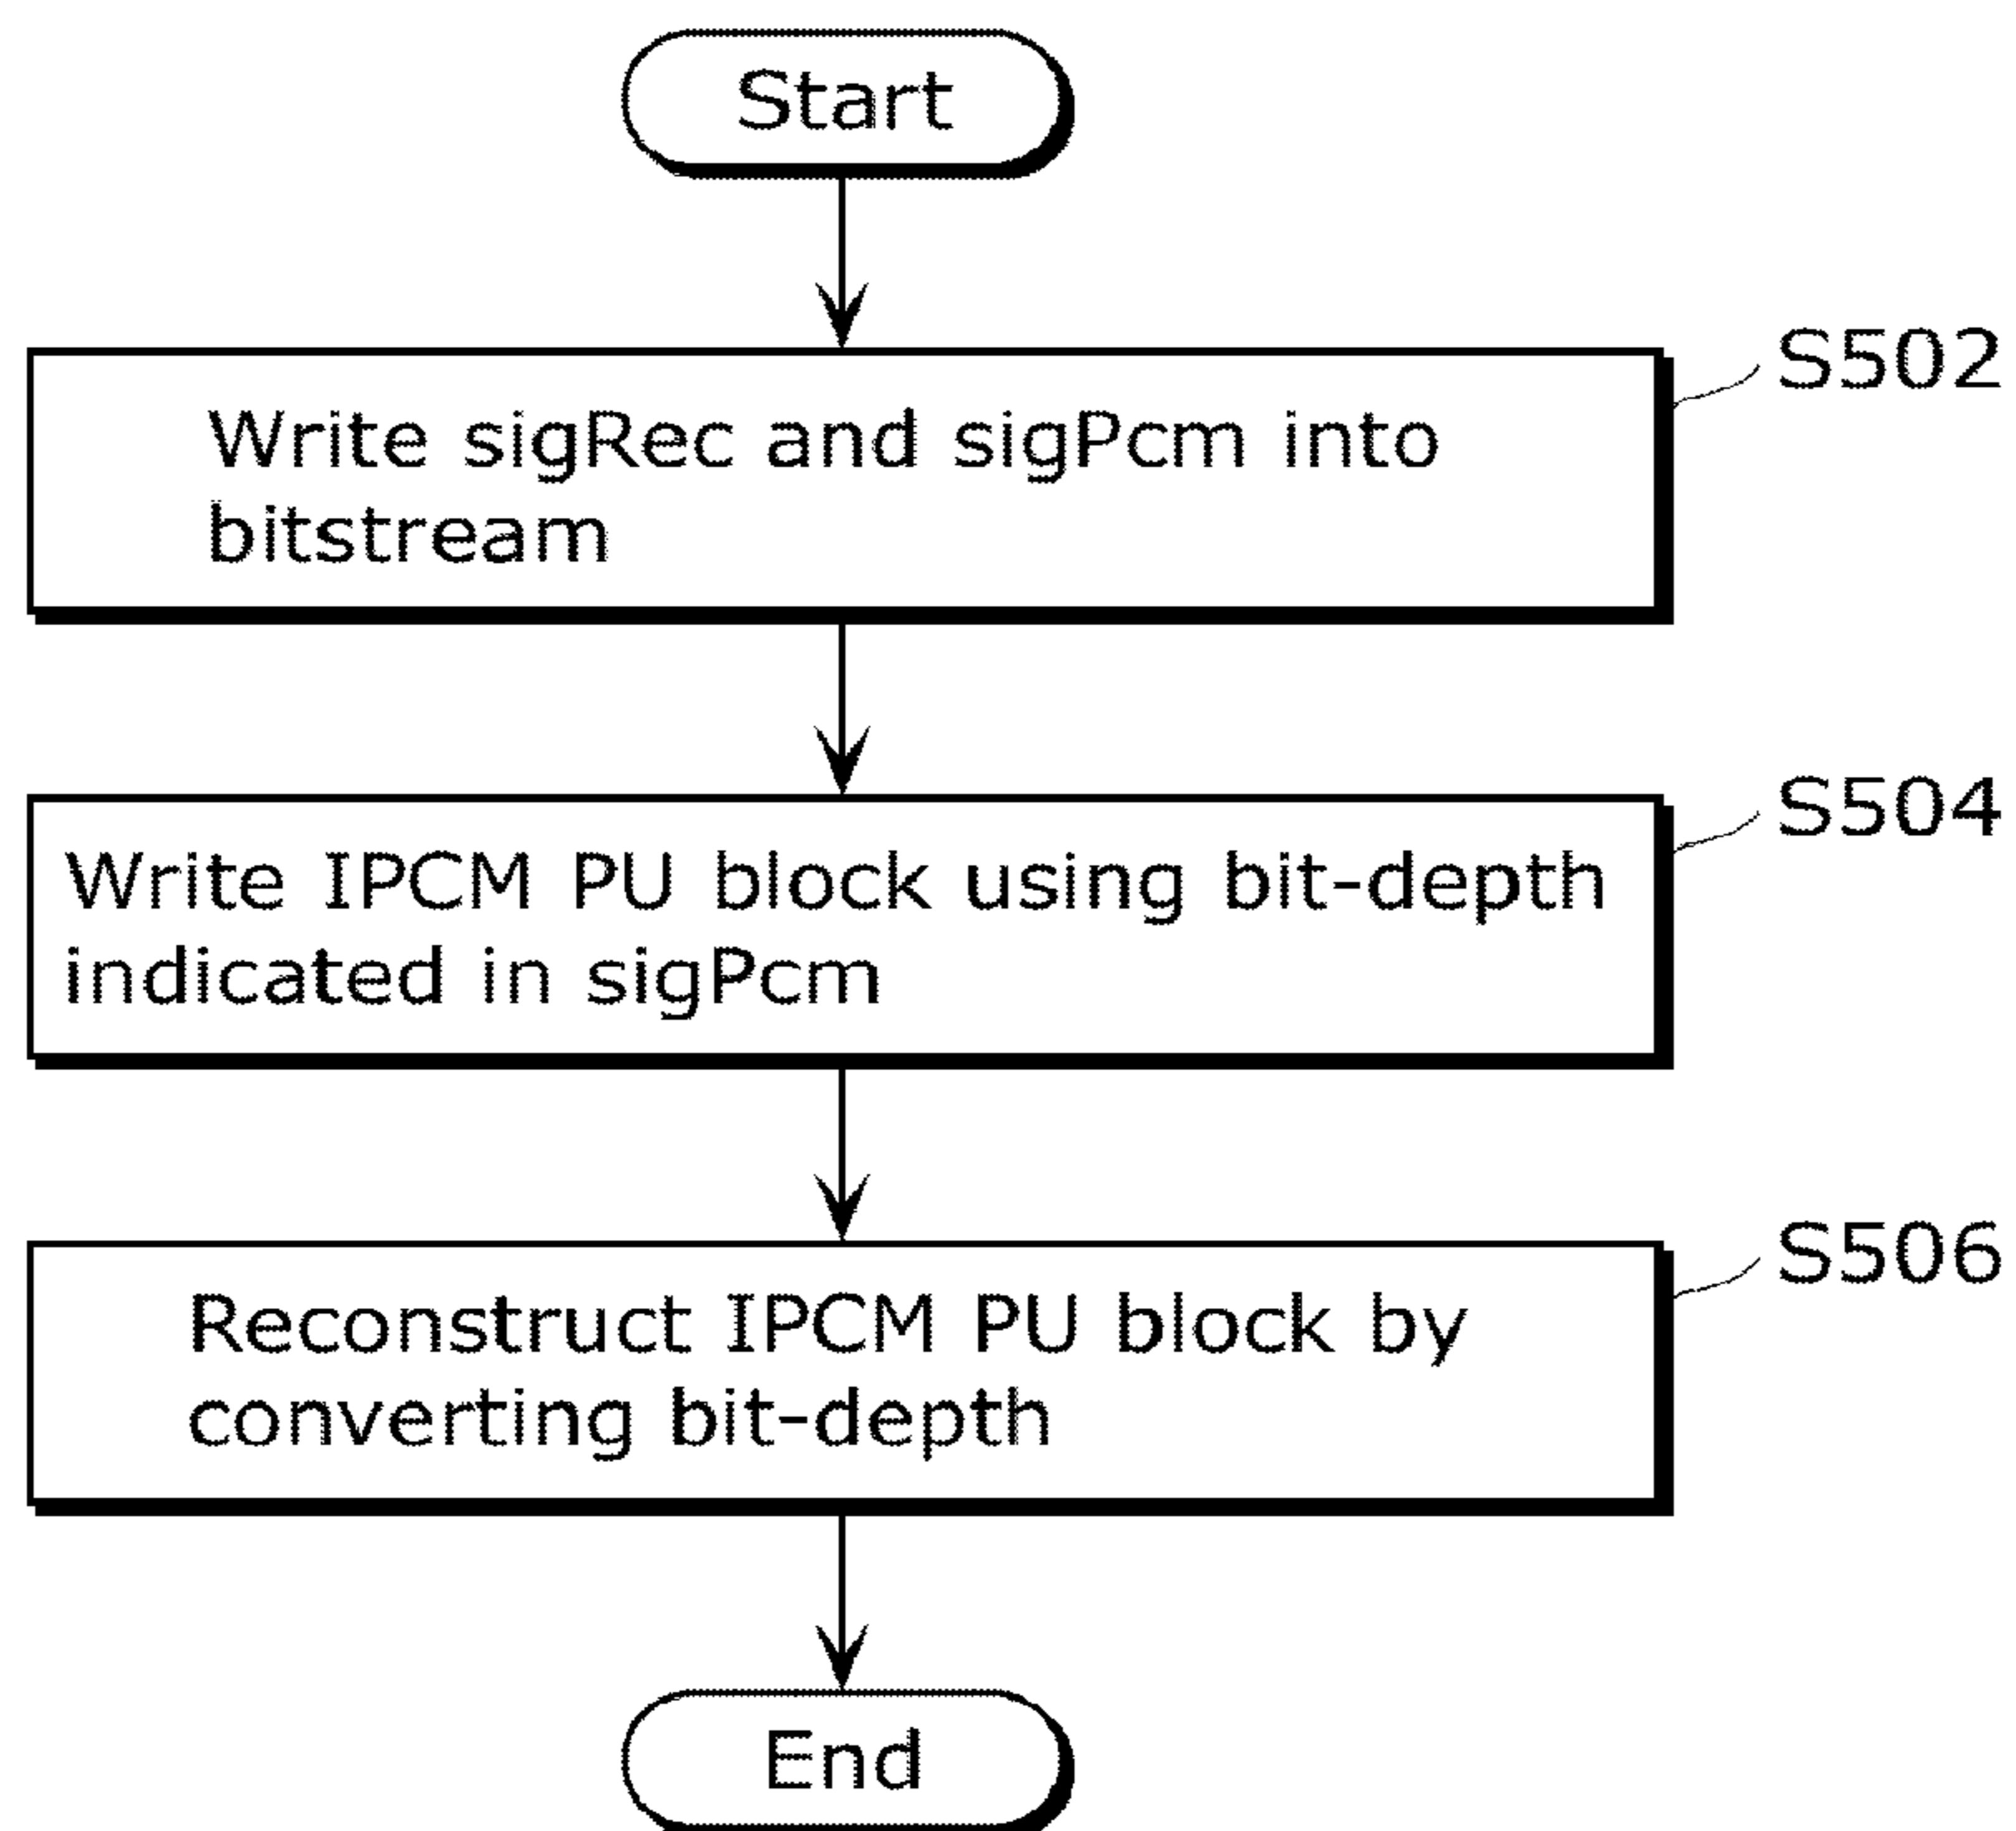 Start
S502
Write sigRec and sigPcm into
bitstream
S504
Write IPCM PU block using bit-depth
indicated in sigPcm
S506
Reconstruct IPCM PU block by
converting bit-depth
End